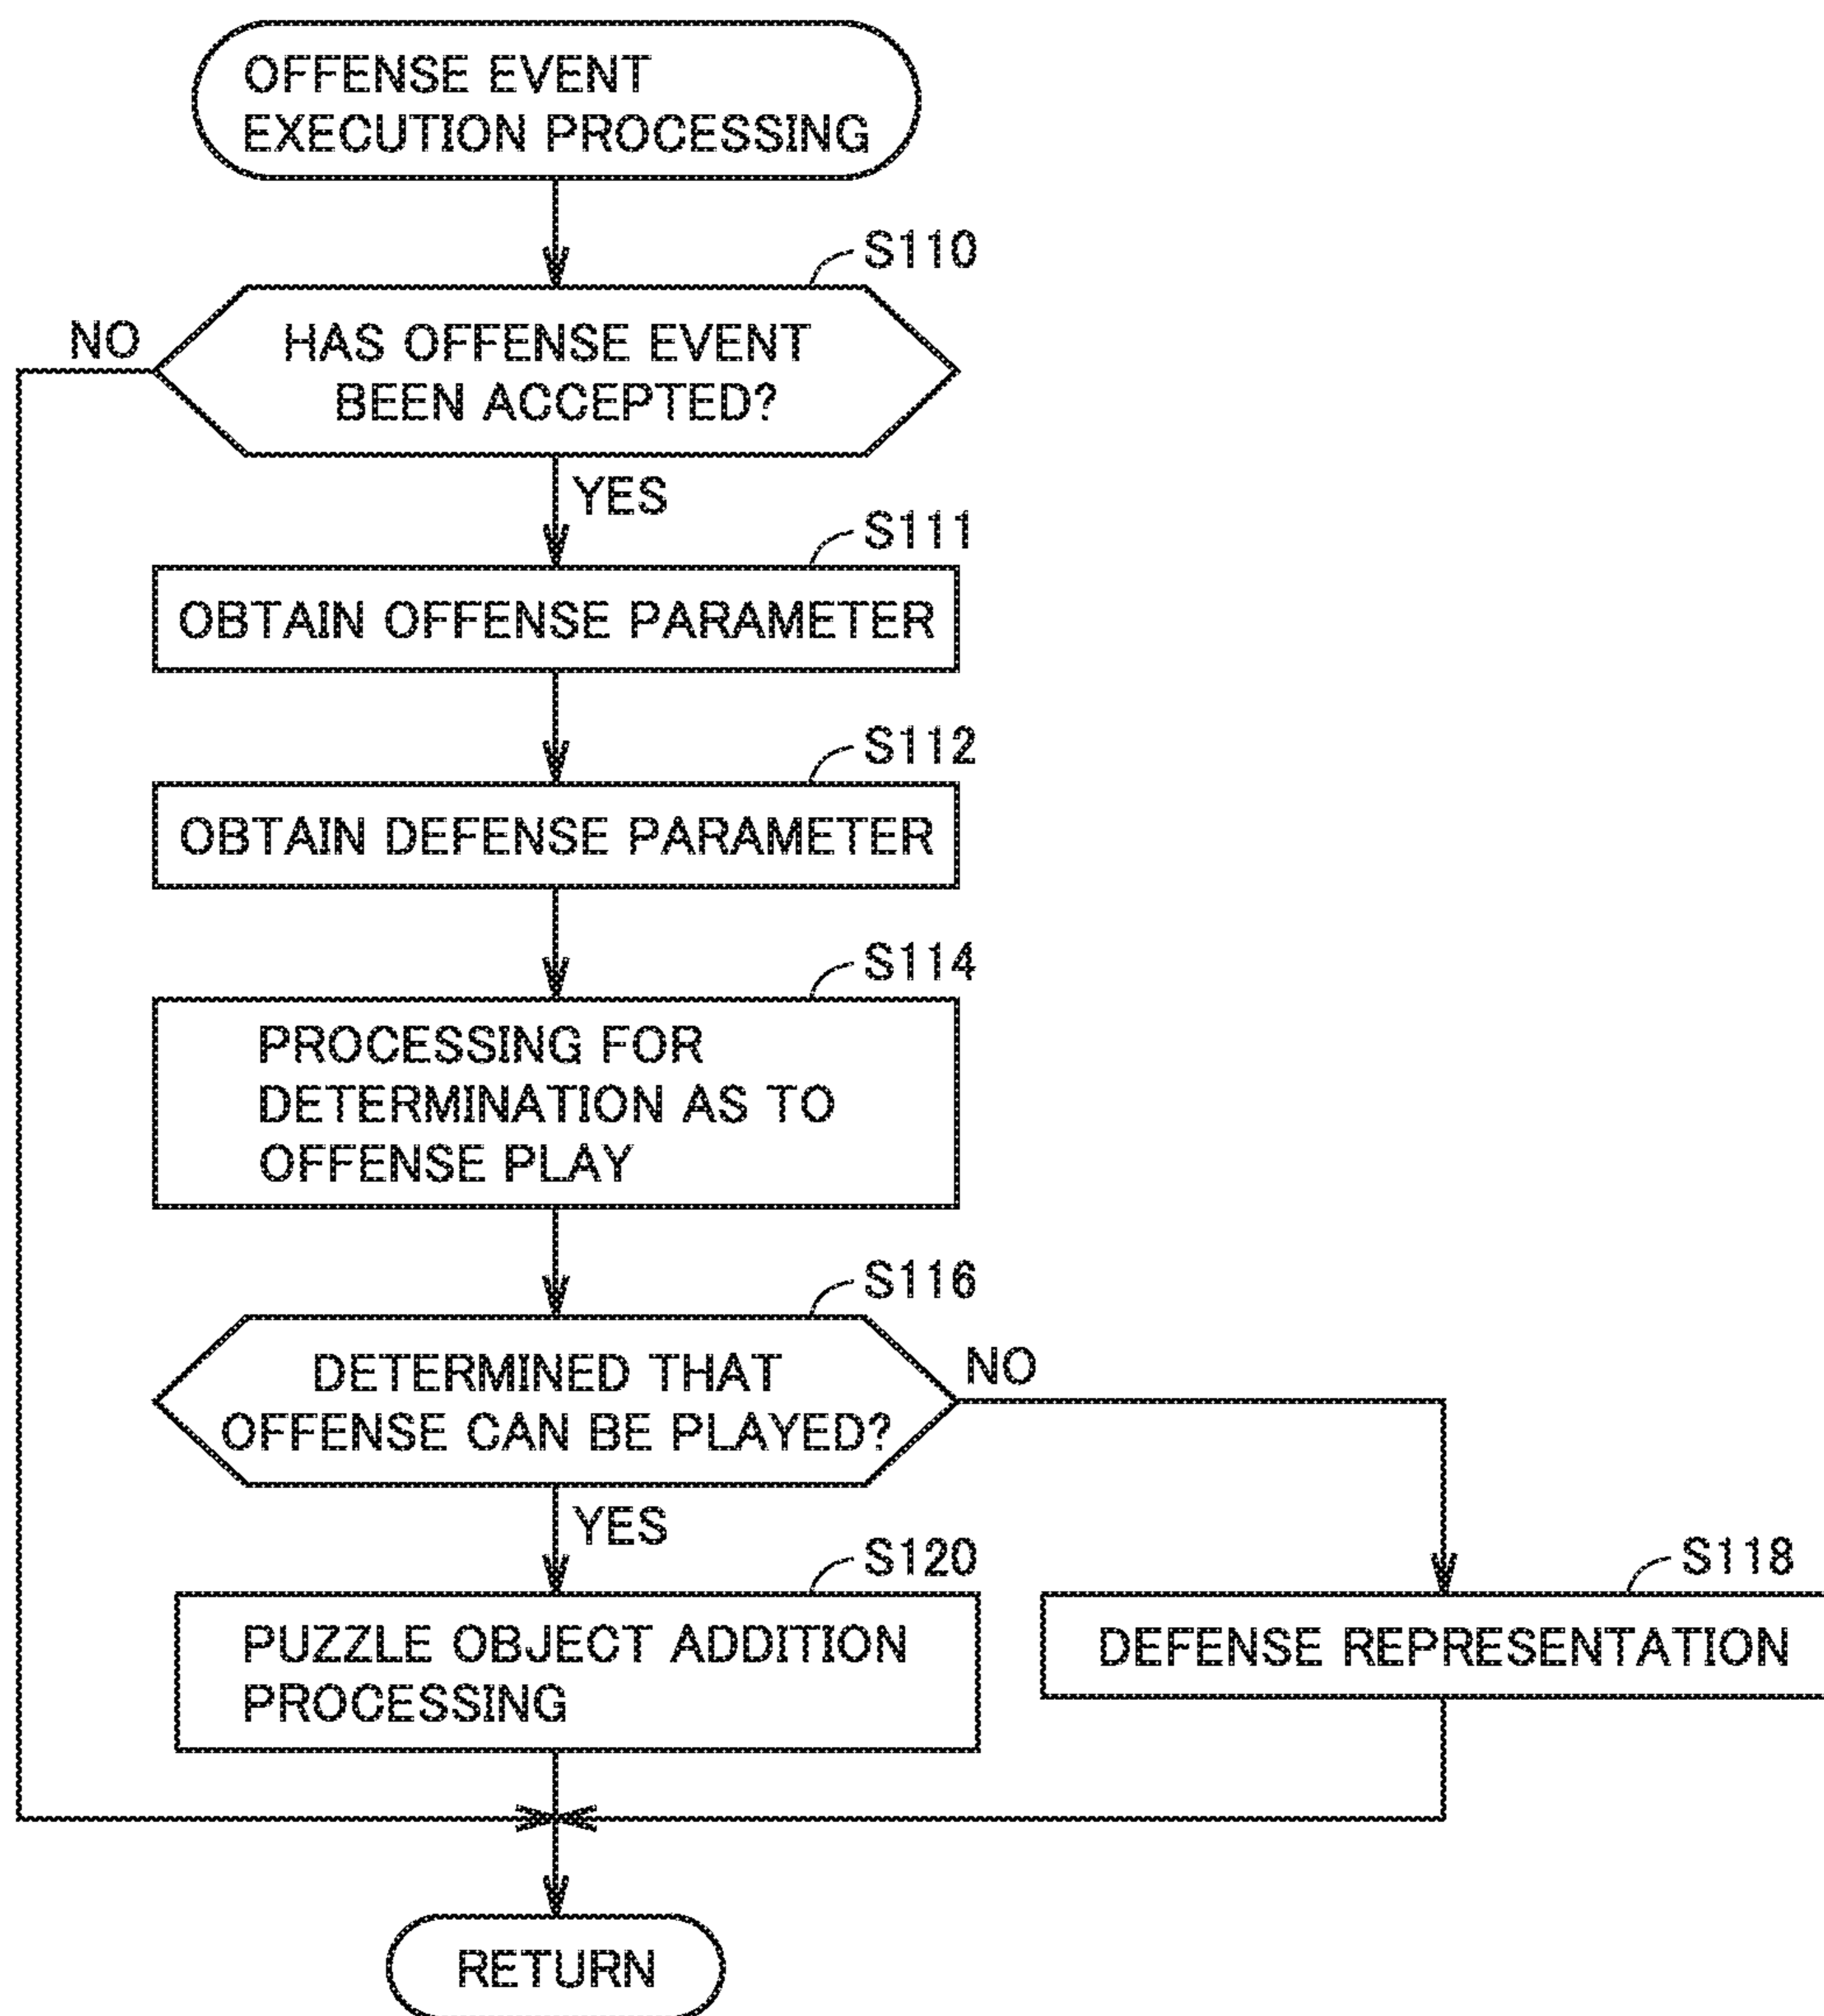 OFFENSE EVENT
EXECUTION PROCESSING
S110
NO
HAS OFFENSE EVENT
BEEN ACCEPTED?
YES
S111
OBTAIN OFFENSE PARAMETER
S112
OBTAIN DEFENSE PARAMETER
S114
PROCESSING FOR
DETERMINATION AS TO
OFFENSE PLAY
S116
DETERMINED THAT
OFFENSE CAN BE PLAYED?
NO
YES
S120
PUZZLE OBJECT ADDITION
PROCESSING
S118
DEFENSE REPRESENTATION
RETURN